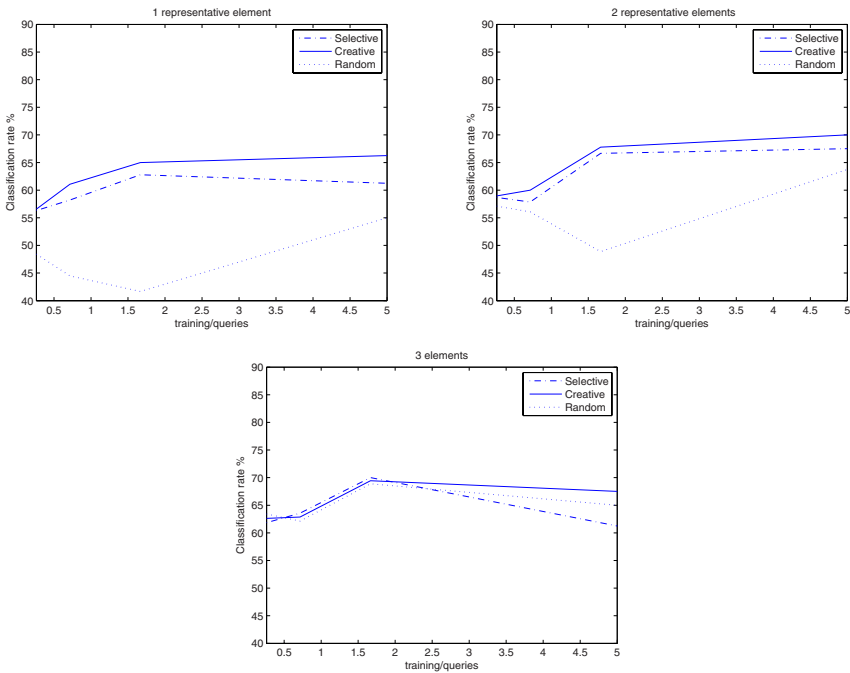 1 representative element
90
85
80
75
70
65
60
55
50
45
40
Classification rate %
Selective
Creative
Random
0.5 1 1.5 2 2.5 3 3.5 4 4.5 5
training/queries
2 representative elements
90
85
80
75
70
65
60
55
50
45
40
Classification rate %
Selective
Creative
Random
0.5 1 1.5 2 2.5 3 3.5 4 4.5 5
training/queries
3 elements
90
85
80
75
70
65
60
55
50
45
40
Classification rate %
Selective
Creative
Random
0.5 1 1.5 2 2.5 3 3.5 4 4.5 5
training/queries